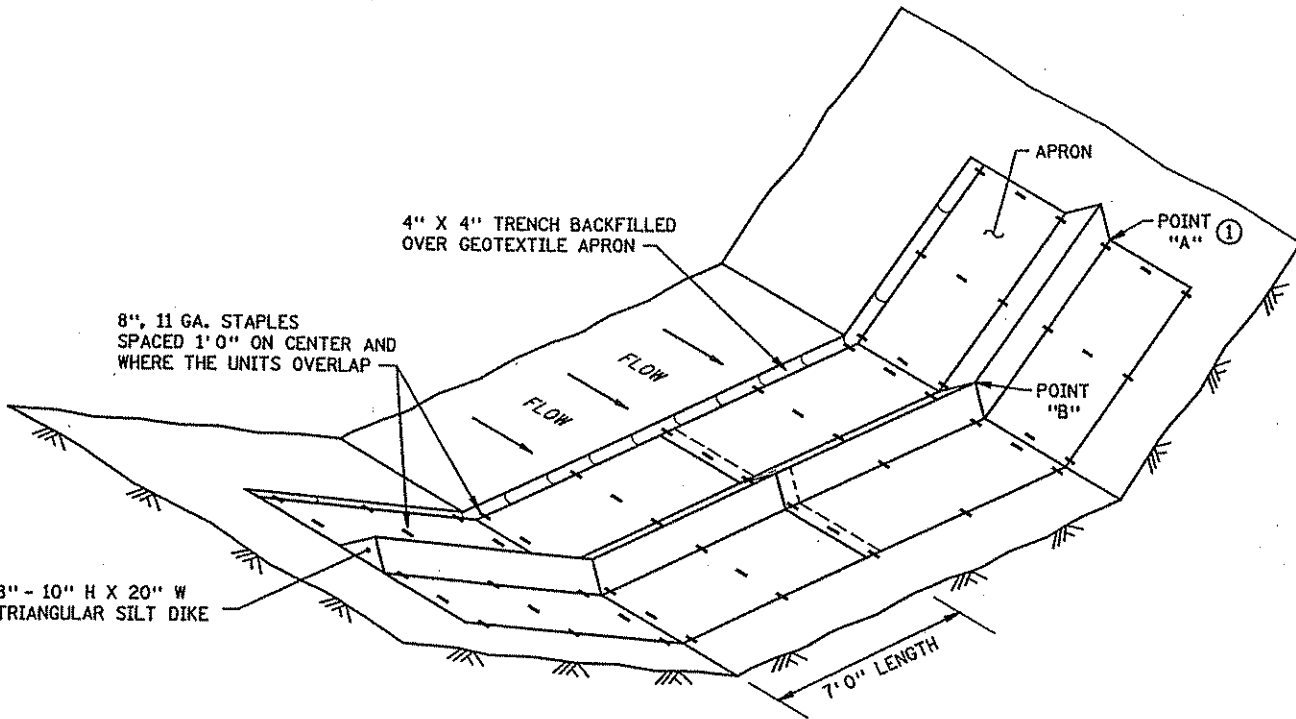 APRON
4" X 4" TRENCH BACKFILLED
OVER GEOTEXTILE APRON
POINT
"A" ①
8", 11 GA. STAPLES
SPACED 1'0" ON CENTER AND
WHERE THE UNITS OVERLAP
FLOW
FLOW
POINT
"B"
8" - 10" H X 20" W
TRIANGULAR SILT DIKE
7'0" LENGTH